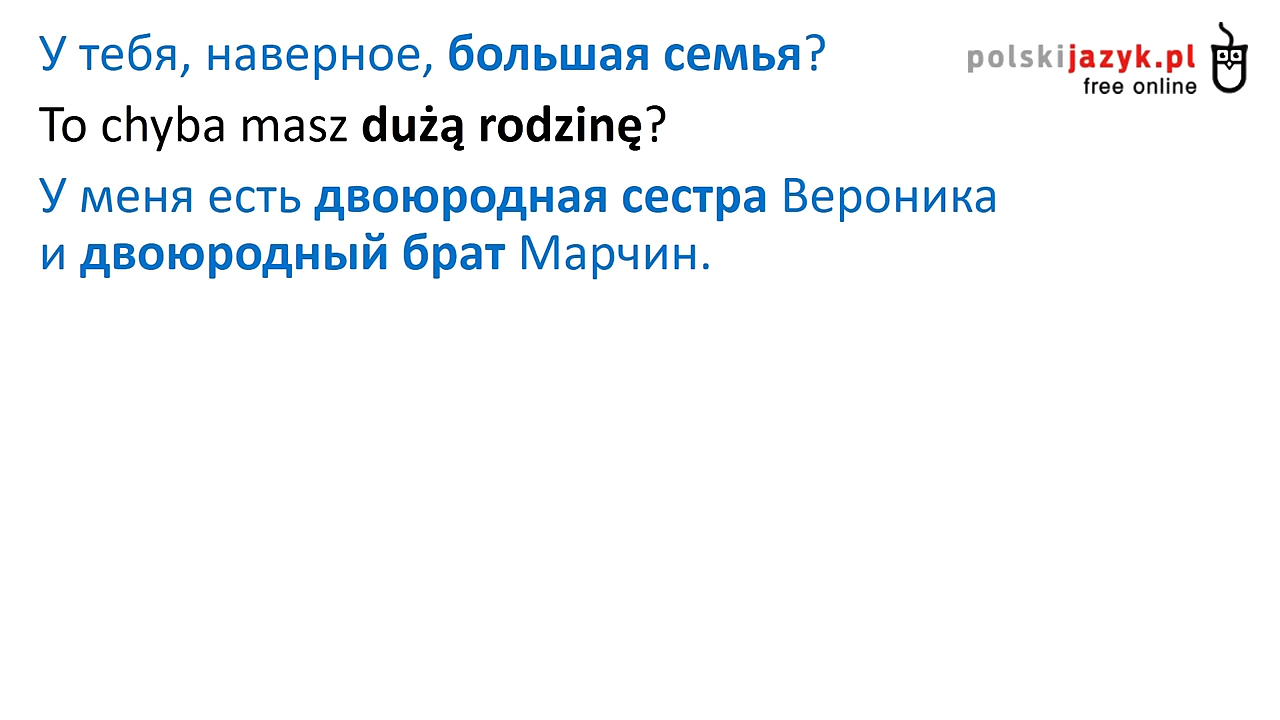 У тебя, наверное, большая семья?
polskijazyk.pl
free online
To chyba masz dużą rodzinę?
У меня есть двоюродная сестра Вероника
и двоюродный брат Марчин.